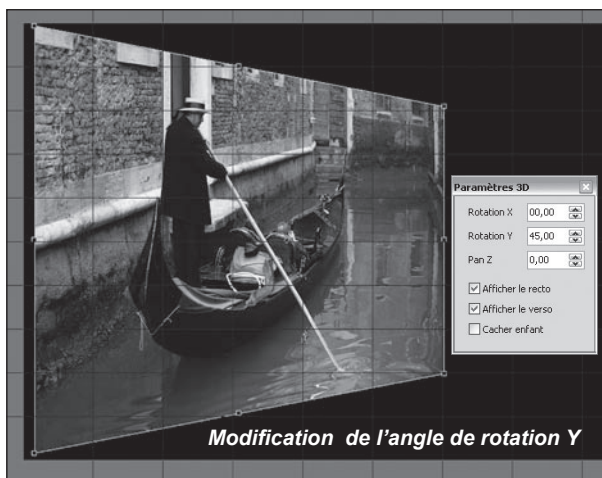 Paramètres 3D
Rotation X 00,00
Rotation Y 45,00
Pan Z 0,00
Afficher le recto
Afficher le verso
Cacher enfant
Modification de l'angle de rotation Y